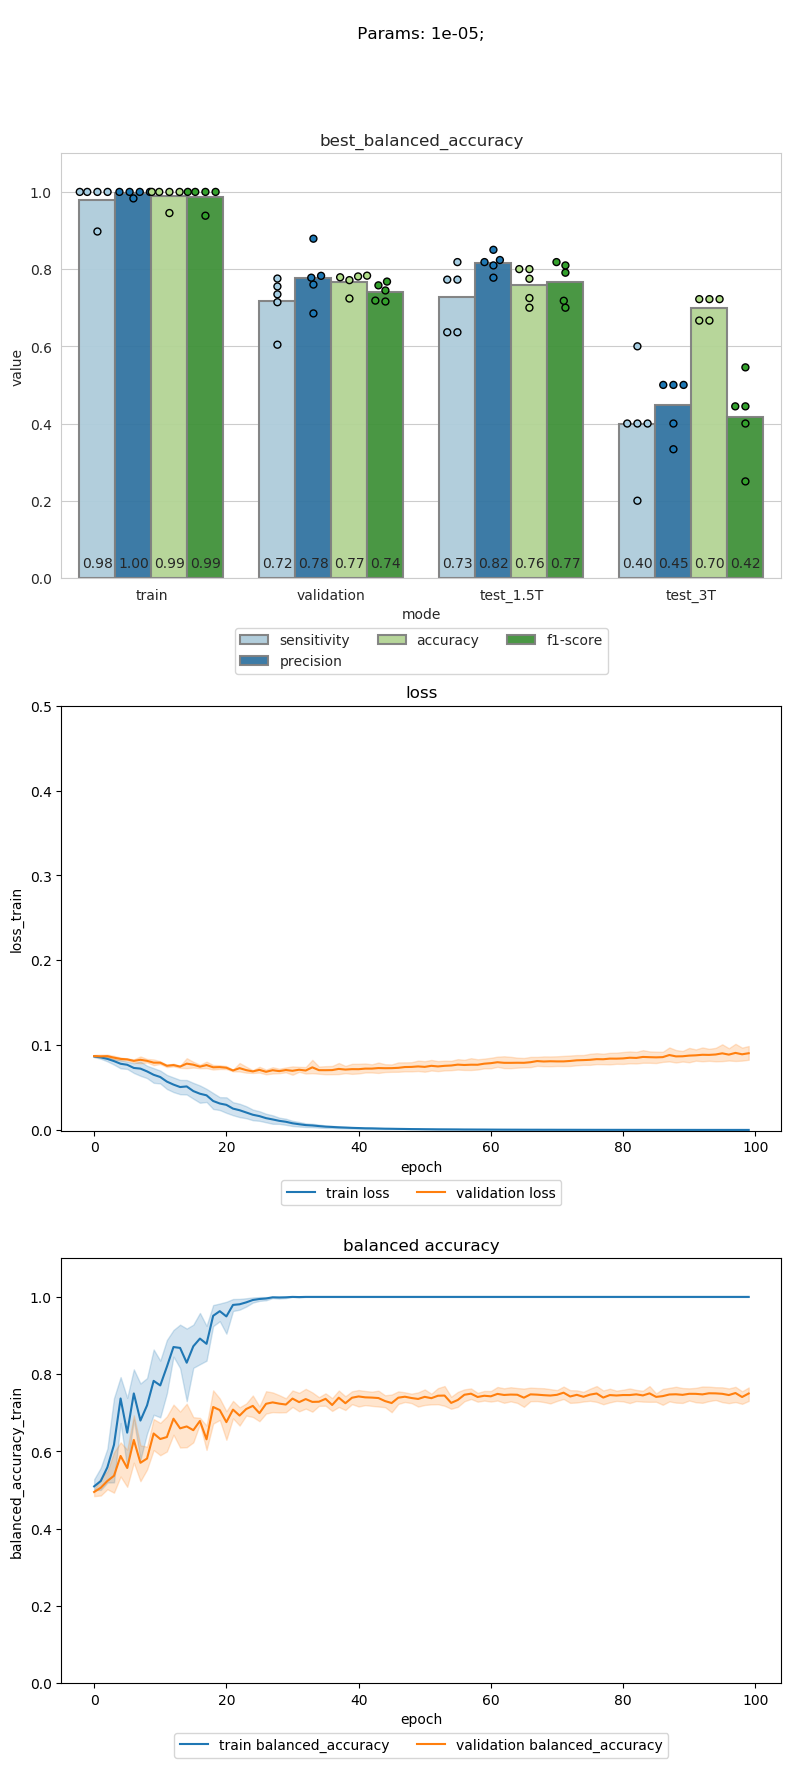 Params: 1e-05;
best_balanced_accuracy
value
1.0
0.8
0.6
0.4
0.2
0.0
0.98 1.00 0.99 0.99 0.72 0.78 0.77 0.74 0.73 0.82 0.76 0.77 0.40 0.45 0.70 0.42
train validation test_1.5T test_3T
mode
sensitivity accuracy f1-score
precision
loss
loss_train
0.5
0.4
0.3
0.2
0.1
0.0
0 20 40 60 80 100
epoch
train loss validation loss
balanced accuracy
balanced_accuracy_train
1.0
0.8
0.6
0.4
0.2
0.0
0 20 40 60 80 100
epoch
train balanced_accuracy validation balanced_accuracy